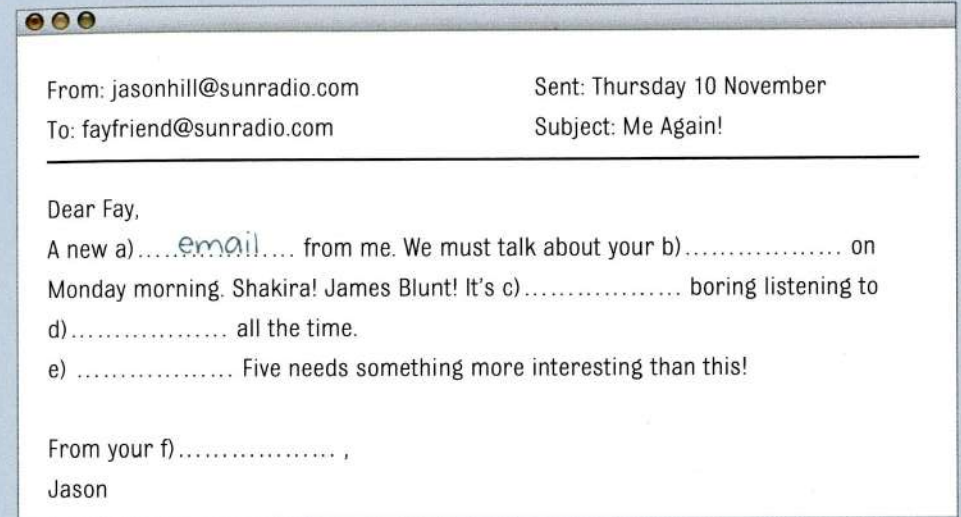 From: jasonhill@sunradio.com Sent: Thursday 10 November
To: fayfriend@sunradio.com Subject: Me Again!
Dear Fay,
A new a).....email.... from me. We must talk about your b).................. on
Monday morning. Shakira! James Blunt! It's c).................. boring listening to
d).................. all the time.
e) .................. Five needs something more interesting than this!
From your f).................. ,
Jason